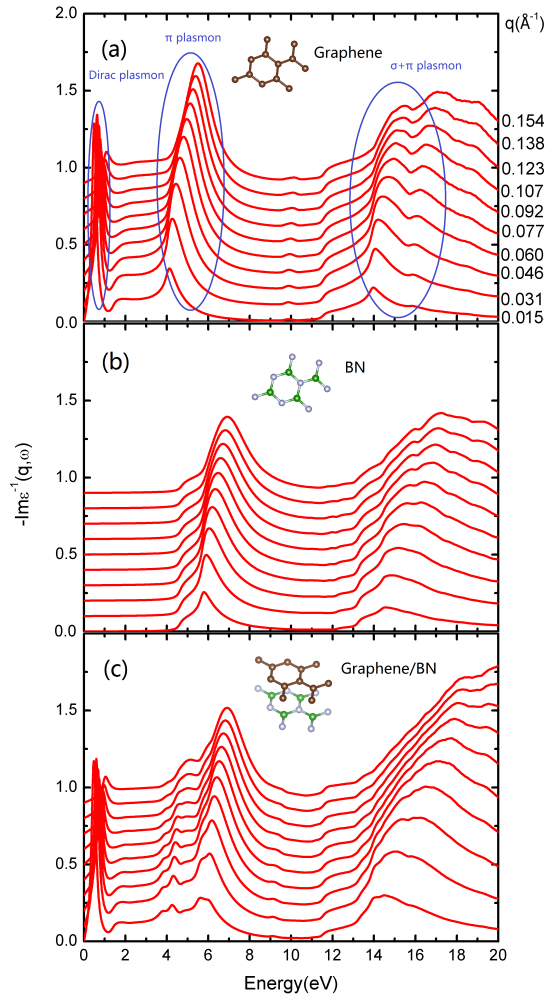 q(Å⁻¹)
2.0
(a)
π plasmon
Graphene
Dirac plasmon
σ+π plasmon
1.5
1.0
0.5
0.0
0.154
0.138
0.123
0.107
0.092
0.077
0.060
0.046
0.031
0.015
(b)
BN
1.5
1.0
0.5
0.0
-Imε⁻¹(q,ω)
(c)
Graphene/BN
1.5
1.0
0.5
0.0
0 2 4 6 8 10 12 14 16 18 20
Energy(eV)